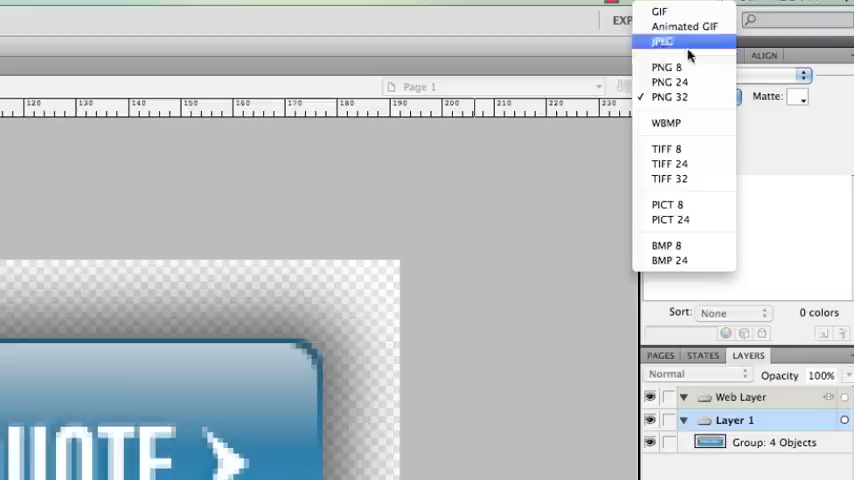 EXP
GIF
Animated GIF
JPEG
PNG 8
PNG 24
✓ PNG 32
WBMP
TIFF 8
TIFF 24
TIFF 32
PICT 8
PICT 24
BMP 8
BMP 24
ALIGN
Matte:
Page 1
120 130 140 150 160 170 180 190 200 210 220 230
Sort: None 0 colors
PAGES STATES LAYERS
Normal Opacity 100%
Web Layer
Layer 1
Group: 4 Objects
UOTE